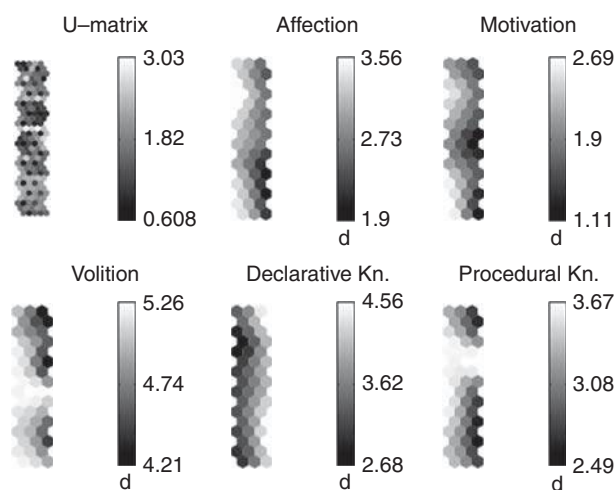 U–matrix
3.03
1.82
0.608
Affection
3.56
2.73
1.9
d
Motivation
2.69
1.9
1.11
d
Volition
5.26
4.74
4.21
d
Declarative Kn.
4.56
3.62
2.68
d
Procedural Kn.
3.67
3.08
2.49
d